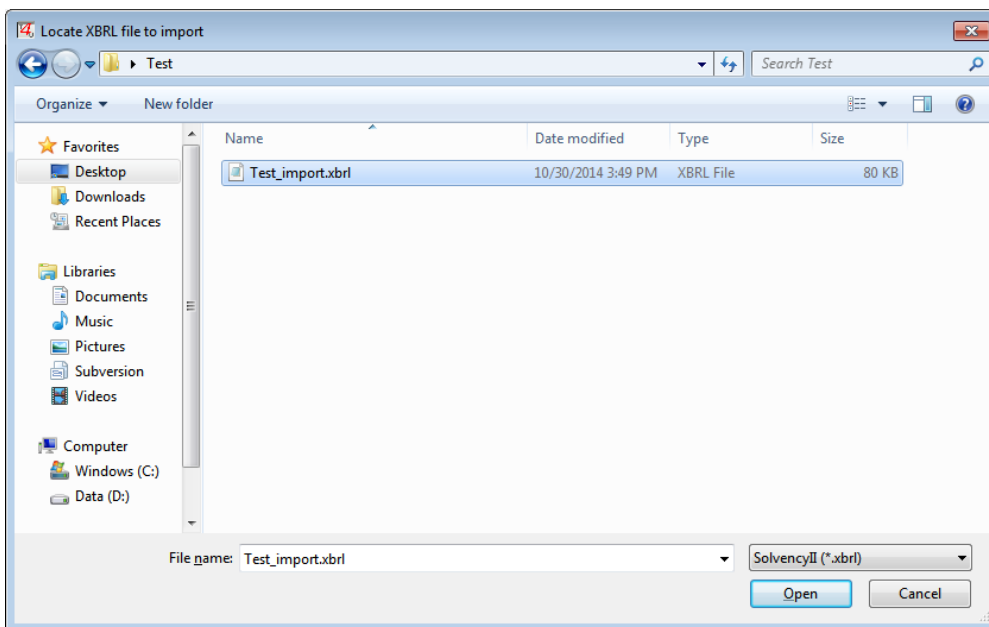 Locate XBRL file to import
Test
Search Test
Organize
New folder
Favorites
Desktop
Downloads
Recent Places
Libraries
Documents
Music
Pictures
Subversion
Videos
Computer
Windows (C:)
Data (D:)
Name Date modified Type Size
Test_import.xbrl 10/30/2014 3:49 PM XBRL File 80 KB
File name: Test_import.xbrl SolvencyII (*.xbrl)
Open Cancel